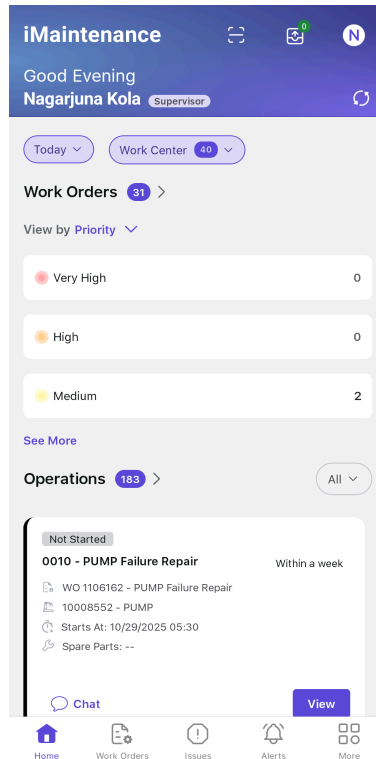 iMaintenance
0
N
Good Evening
Nagarjuna Kola Supervisor
Today
Work Center 40
Work Orders 31
View by Priority
Very High 0
High 0
Medium 2
See More
Operations 183
All
Not Started
0010 - PUMP Failure Repair
Within a week
WO 1106162 - PUMP Failure Repair
10008552 - PUMP
Starts At: 10/29/2025 05:30
Spare Parts: --
Chat
View
Home
Work Orders
Issues
Alerts
More